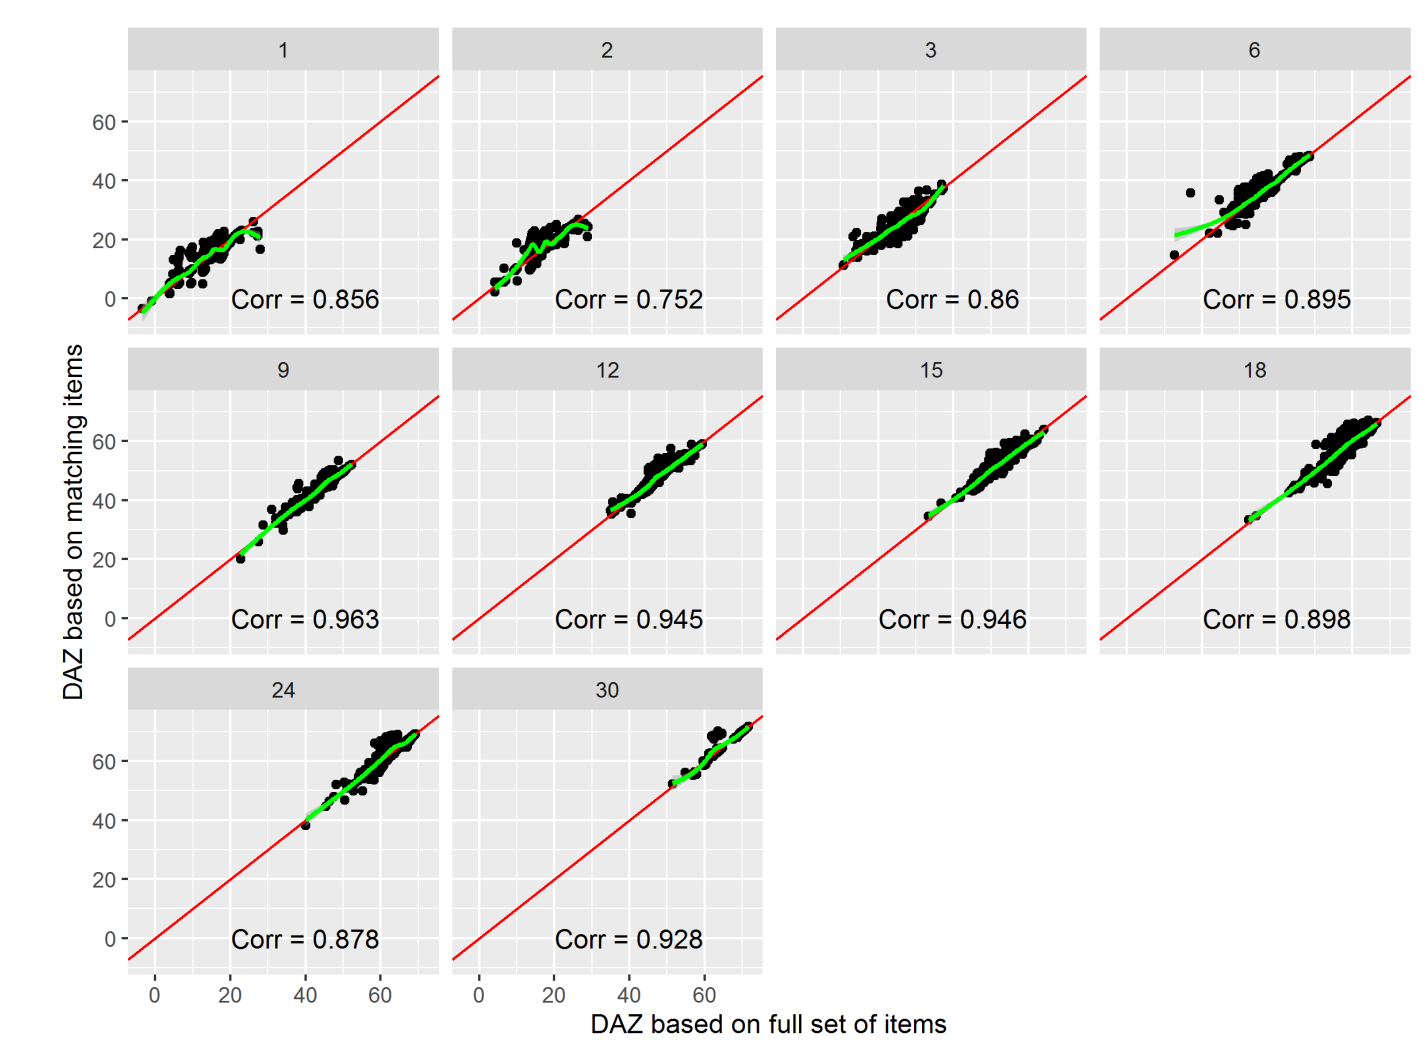 1
2
3
6
60
40
20
0
Corr = 0.856
Corr = 0.752
Corr = 0.86
Corr = 0.895
9
12
15
18
60
40
20
0
Corr = 0.963
Corr = 0.945
Corr = 0.946
Corr = 0.898
DAZ based on matching items
24
30
60
40
20
0
Corr = 0.878
Corr = 0.928
0 20 40 60
0 20 40 60
DAZ based on full set of items